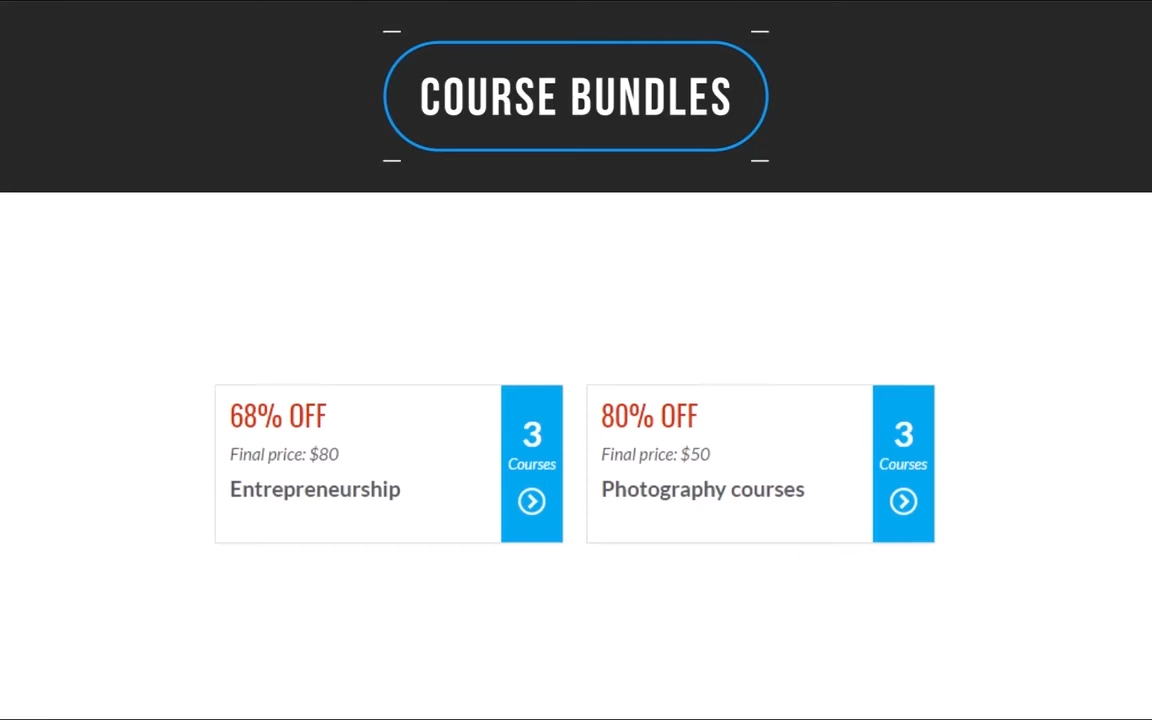 COURSE BUNDLES
68% OFF
Final price: $80
Entrepreneurship
3
Courses
80% OFF
Final price: $50
Photography courses
3
Courses